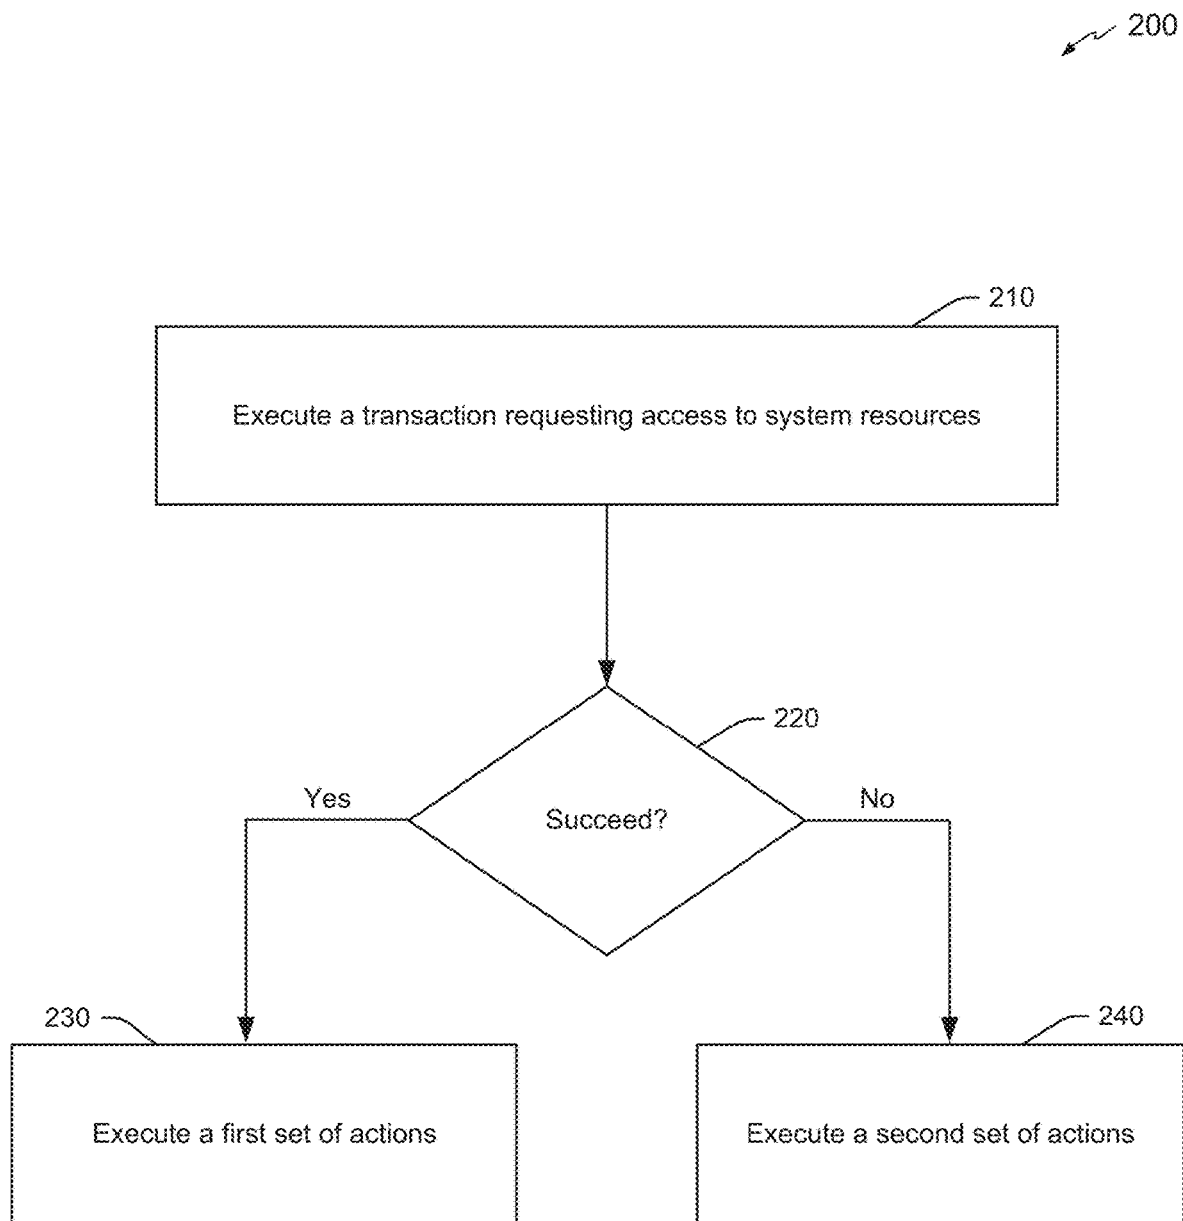 200
210
Execute a transaction requesting access to system resources
220
Yes
No
Succeed?
230
240
Execute a first set of actions
Execute a second set of actions